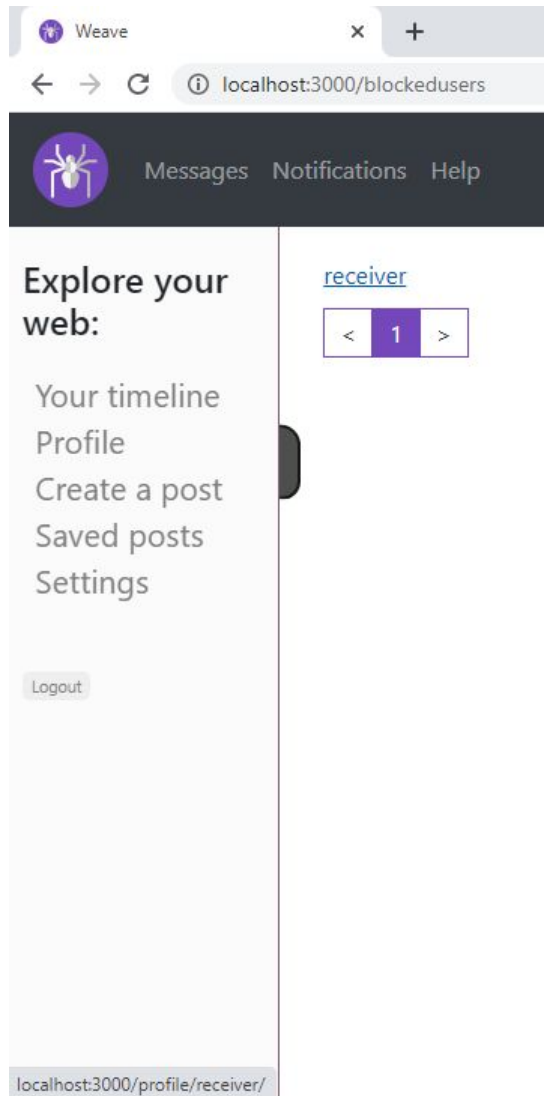 Weave
localhost:3000/blockedusers
Messages Notifications Help
Explore your
web:
Your timeline
Profile
Create a post
Saved posts
Settings
Logout
receiver
< 1 >
localhost:3000/profile/receiver/